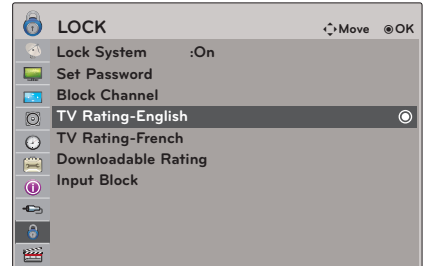 LOCK
Move OK
Lock System :On
Set Password
Block Channel
TV Rating-English
TV Rating-French
Downloadable Rating
Input Block